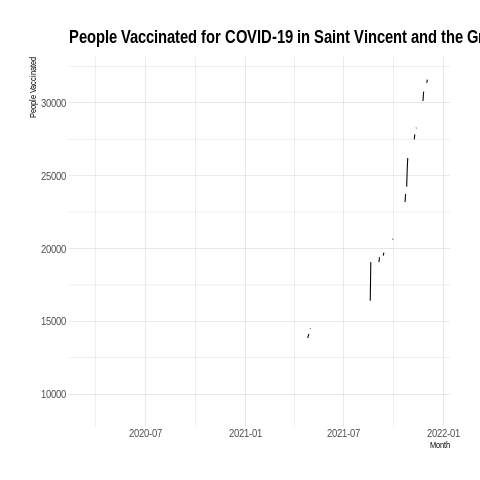 People Vaccinated for COVID-19 in Saint Vincent and the Gr
People Vaccinated
30000
25000
20000
15000
10000
2020-07 2021-01 2021-07 2022-01
Month